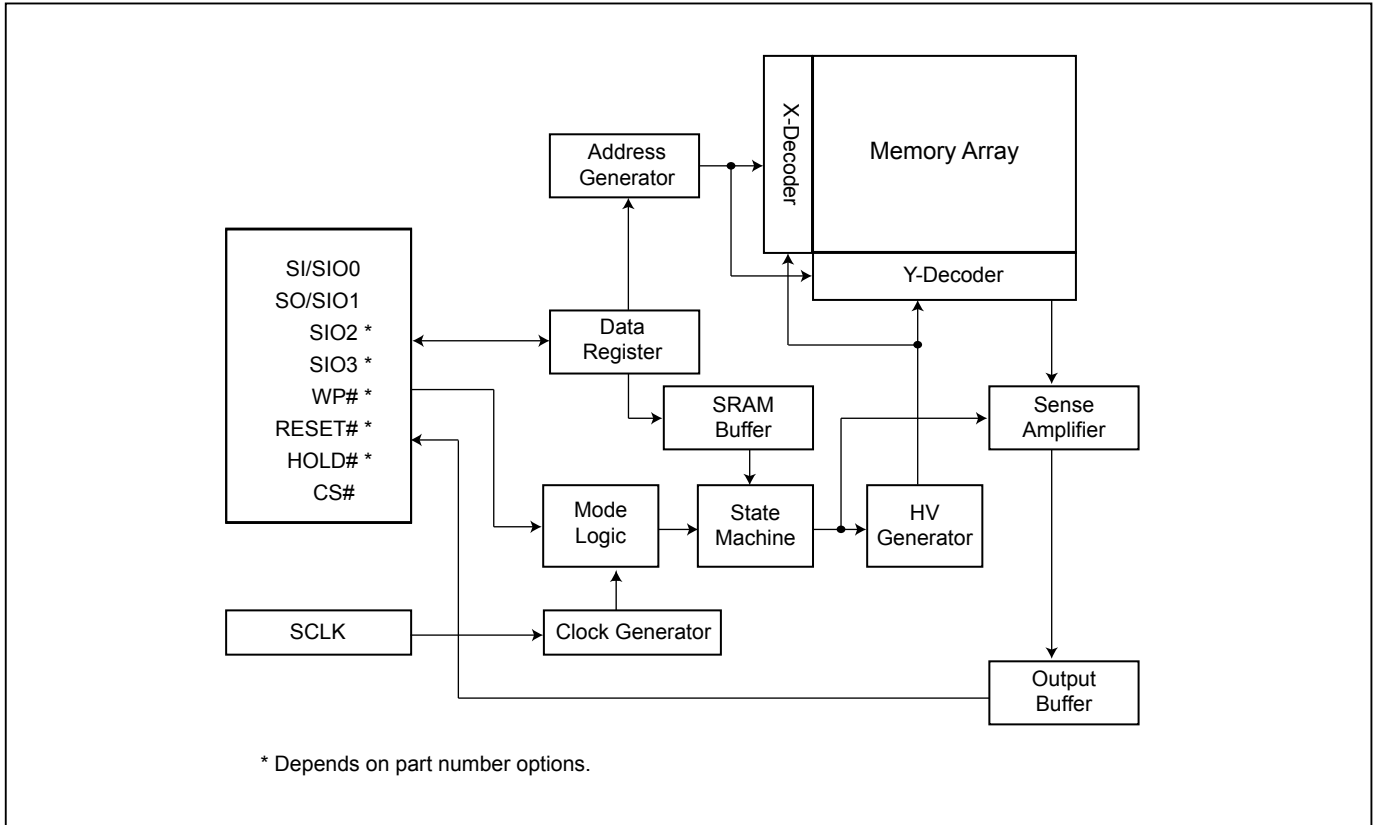 X-Decoder
Memory Array
Address
Generator
Y-Decoder
SI/SIO0
SO/SIO1
SIO2 *
SIO3 *
WP# *
RESET# *
HOLD# *
CS#
Data
Register
SRAM
Buffer
Sense
Amplifier
Mode
Logic
State
Machine
HV
Generator
SCLK
Clock Generator
Output
Buffer
* Depends on part number options.